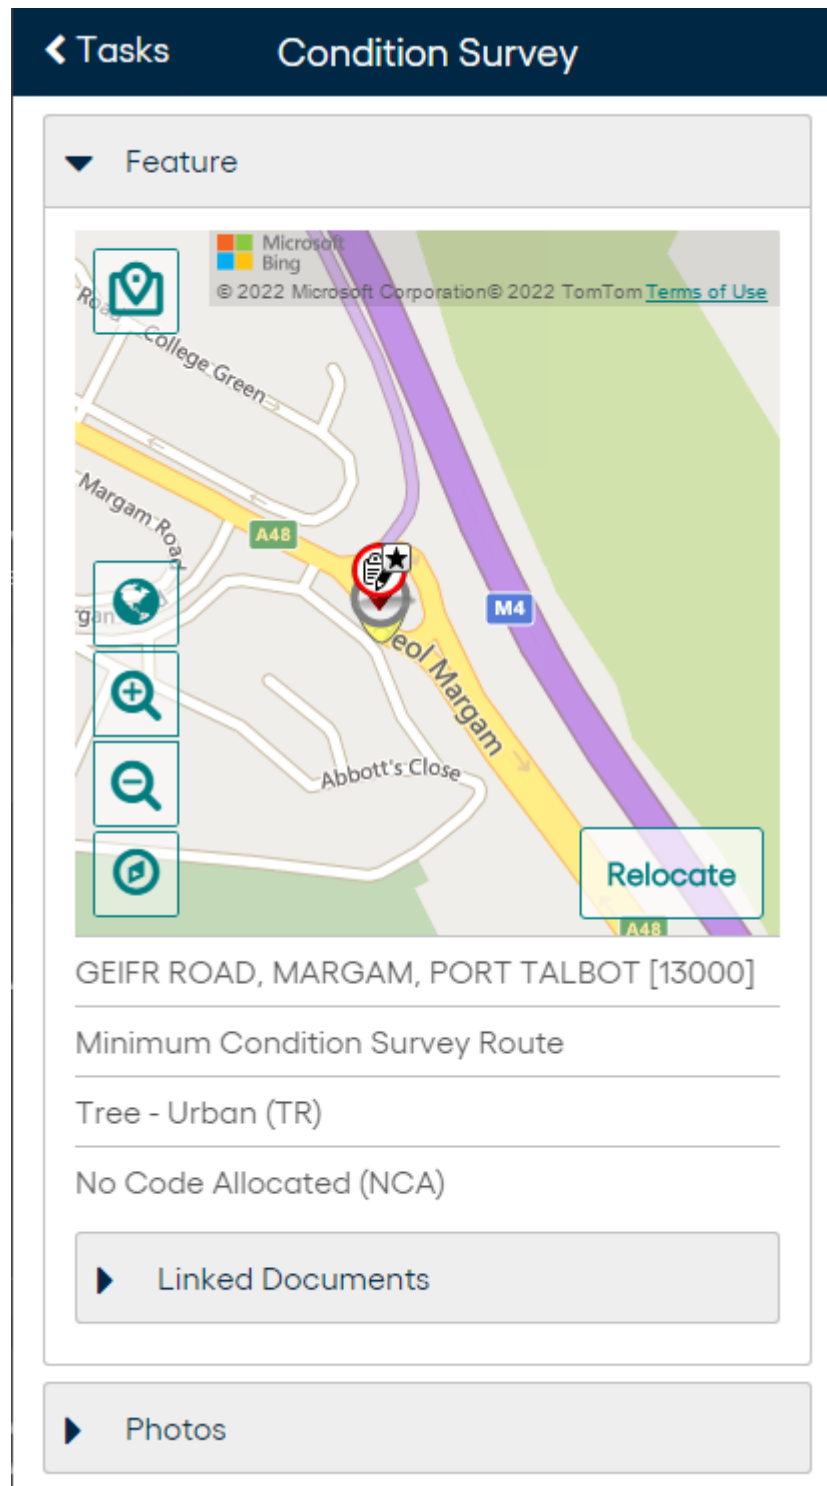 Tasks
Condition Survey
Feature
Microsoft
Bing
© 2022 Microsoft Corporation© 2022 TomTom Terms of Use
Road
College Green
Margam Road
A48
gan
M4
eol Margam
Abbott's Close
Relocate
A48
GEIFR ROAD, MARGAM, PORT TALBOT [13000]
Minimum Condition Survey Route
Tree - Urban (TR)
No Code Allocated (NCA)
Linked Documents
Photos